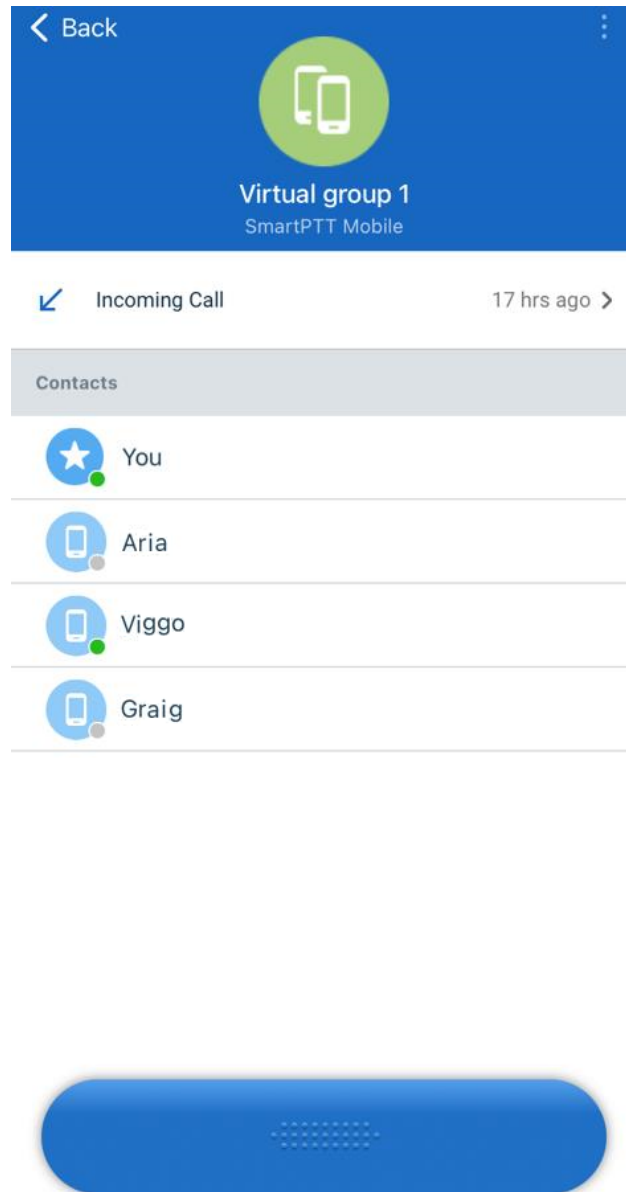 Back
Virtual group 1
SmartPTT Mobile
Incoming Call 17 hrs ago
Contacts
You
Aria
Viggo
Graig